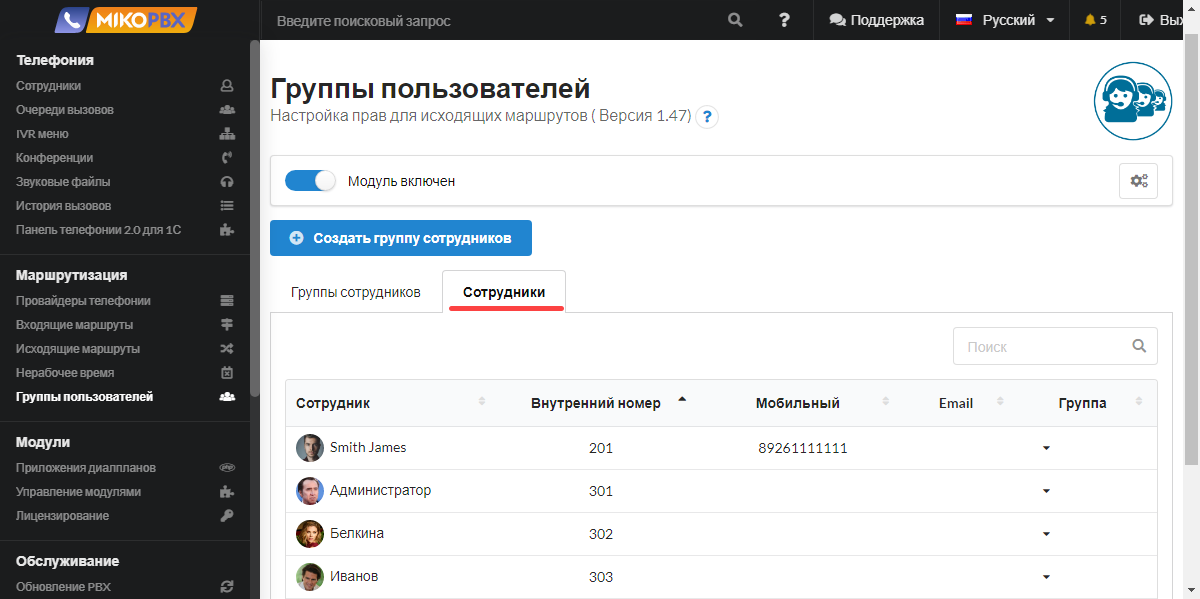 MIKOPBX
Введите поисковый запрос
?
Поддержка
Русский
5
Вых
Телефония
Сотрудники
Очереди вызовов
IVR меню
Конференции
Звуковые файлы
История вызовов
Панель телефонии 2.0 для 1С
Маршрутизация
Провайдеры телефонии
Входящие маршруты
Исходящие маршруты
Нерабочее время
Группы пользователей
Модули
Приложения диалпланов
Управление модулями
Лицензирование
Обслуживание
Обновление PBX
Группы пользователей
Настройка прав для исходящих маршрутов ( Версия 1.47) ?
Модуль включен
Создать группу сотрудников
Группы сотрудников
Сотрудники
Поиск
Сотрудник Внутренний номер Мобильный Email Группа
Smith James 201 89261111111
Администратор 301
Белкина 302
Иванов 303